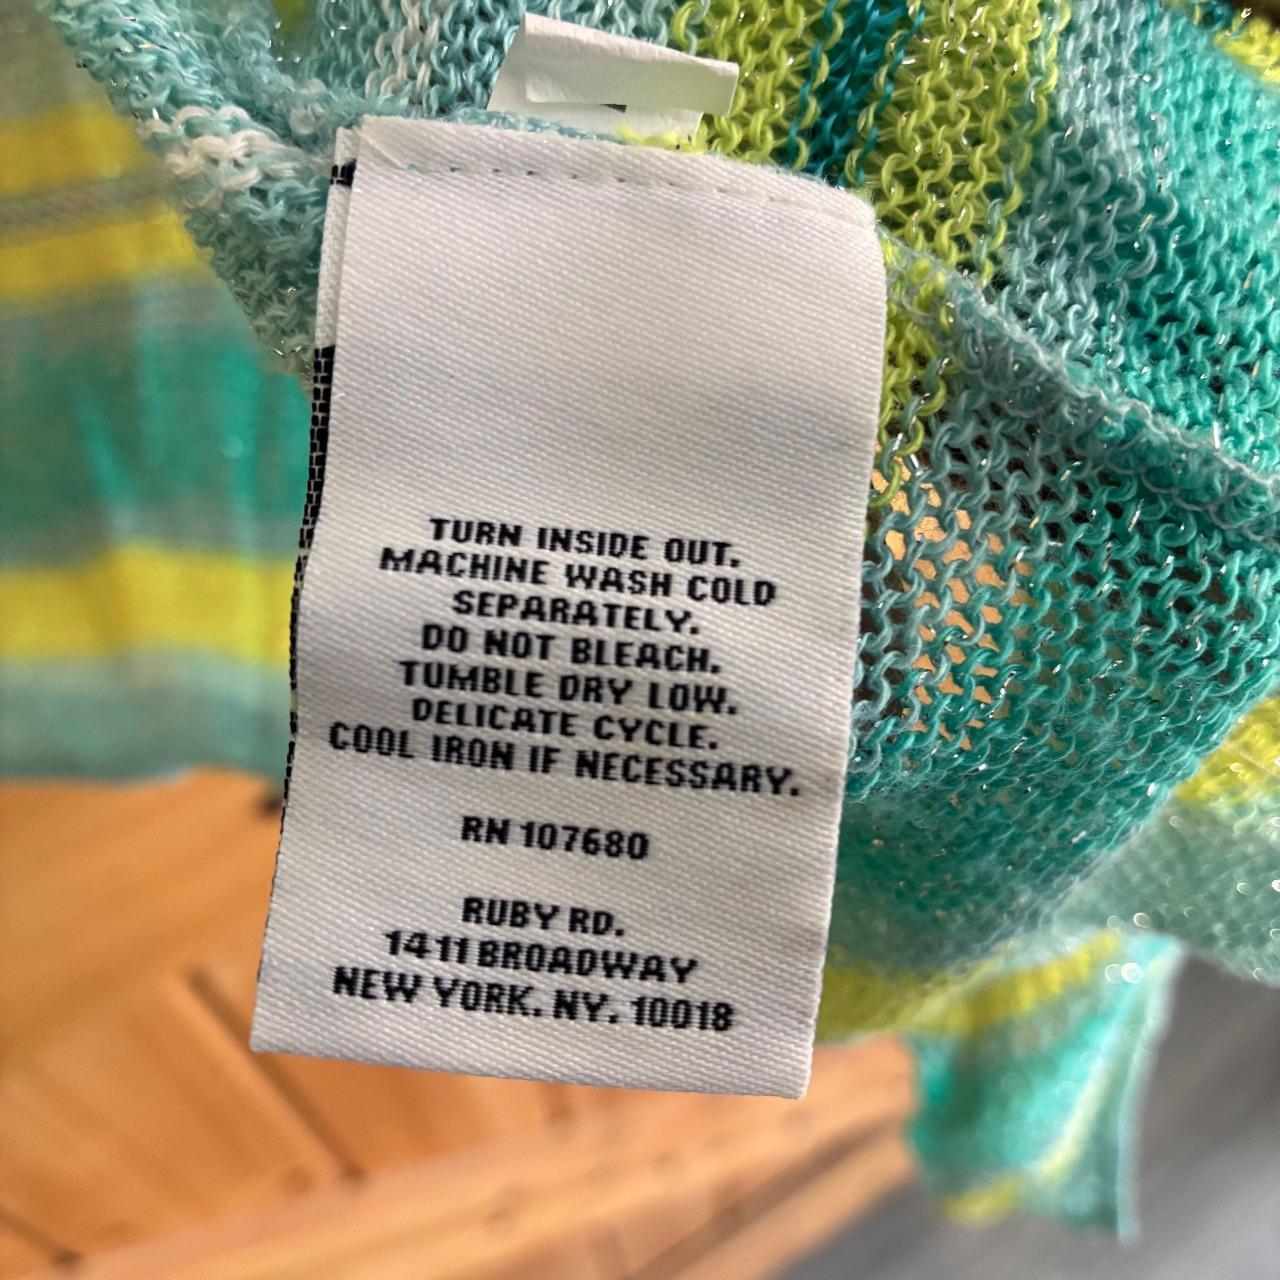 TURN INSIDE OUT.
MACHINE WASH COLD
SEPARATELY.
DO NOT BLEACH.
TUMBLE DRY LOW.
DELICATE CYCLE.
COOL IRON IF NECESSARY.
RN 107680
RUBY RD.
1411 BROADWAY
NEW YORK. NY. 10018